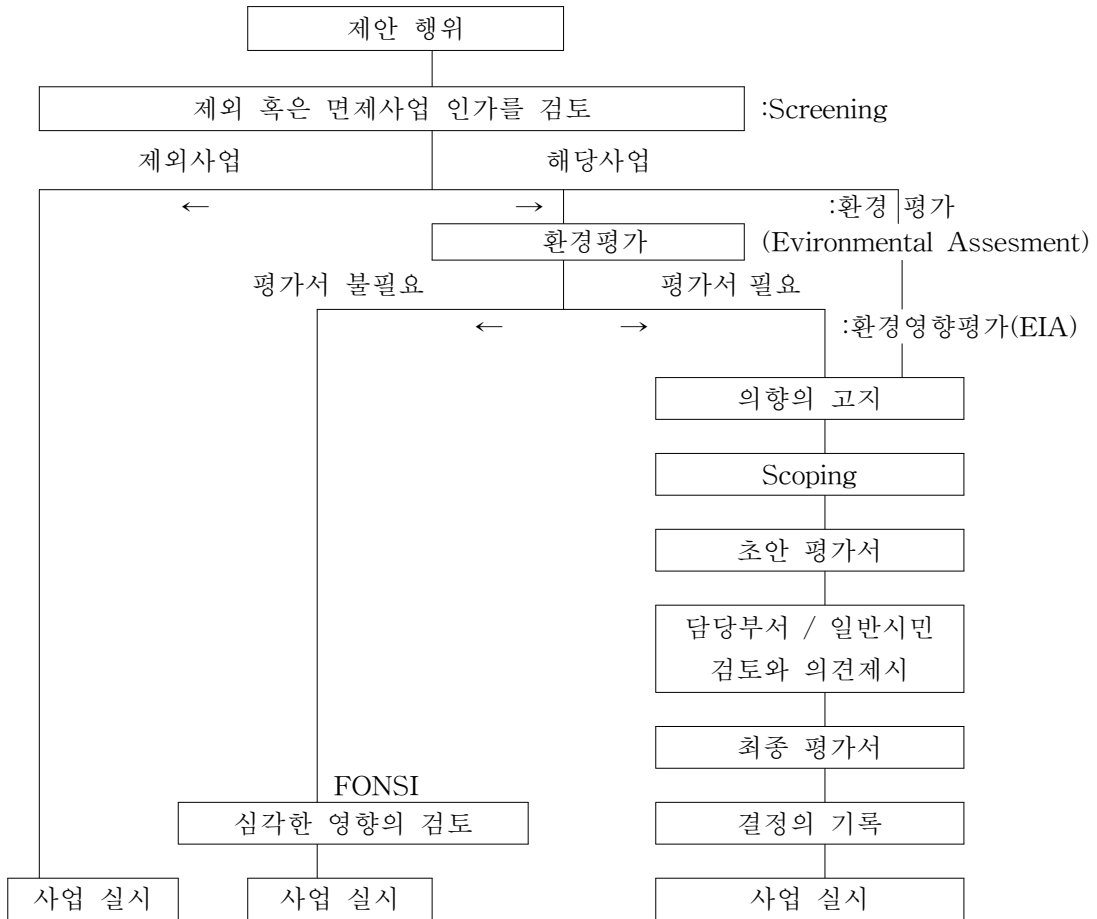 제안 행위
제외 혹은 면제사업 인가를 검토 :Screening
제외사업 해당사업
← → :환경 평가
환경평가 (Evironmental Assesment)
평가서 불필요 평가서 필요
← → :환경영향평가(EIA)
의향의 고지
Scoping
초안 평가서
담당부서 / 일반시민
검토와 의견제시
최종 평가서
FONSI
심각한 영향의 검토 결정의 기록
사업 실시 사업 실시 사업 실시